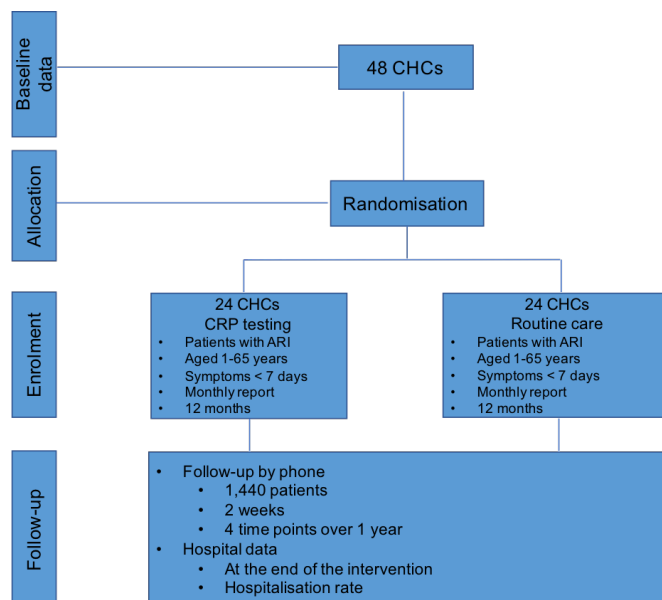 Baseline
data
48 CHCs
Allocation
Randomisation
Enrolment
24 CHCs
CRP testing
• Patients with ARI
• Aged 1-65 years
• Symptoms < 7 days
• Monthly report
• 12 months
24 CHCs
Routine care
• Patients with ARI
• Aged 1-65 years
• Symptoms < 7 days
• Monthly report
• 12 months
Follow-up
• Follow-up by phone
• 1,440 patients
• 2 weeks
• 4 time points over 1 year
• Hospital data
• At the end of the intervention
• Hospitalisation rate